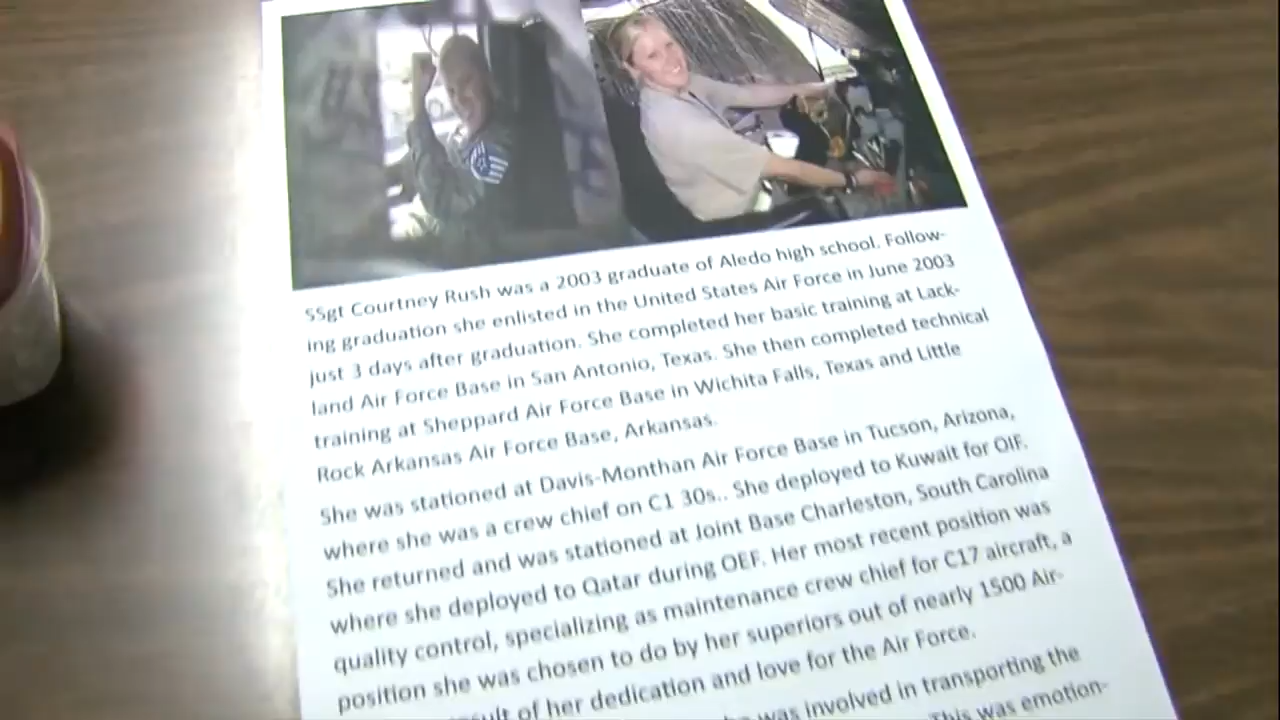 SSgt Courtney Rush was a 2003 graduate of Aledo high school. Follow-
ing graduation she enlisted in the United States Air Force in June 2003
just 3 days after graduation. She completed her basic training at Lack-
land Air Force Base in San Antonio, Texas. She then completed technical
training at Sheppard Air Force Base in Wichita Falls, Texas and Little
Rock Arkansas Air Force Base, Arkansas.
She was stationed at Davis-Monthan Air Force Base in Tucson, Arizona,
where she was a crew chief on C1 30s.. She deployed to Kuwait for OIF.
She returned and was stationed at Joint Base Charleston, South Carolina
where she deployed to Qatar during OEF. Her most recent position was
quality control, specializing as maintenance crew chief for C17 aircraft, a
position she was chosen to do by her superiors out of nearly 1500 Air-
of her dedication and love for the Air Force.
was involved in transporting the
This was emotion-